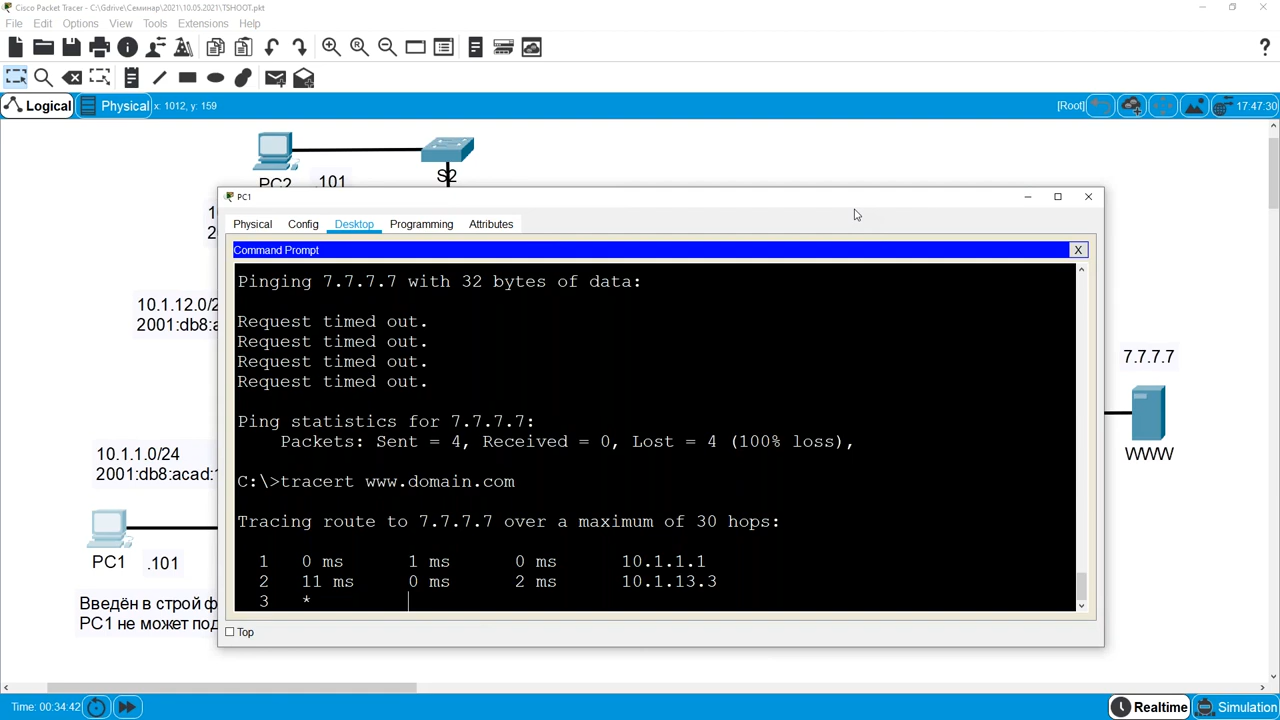 Cisco Packet Tracer - C:\Gdrive\Семинар\2021\10.05.2021\TSHOOT.pkt
File Edit Options View Tools Extensions Help
Logical Physical x: 1012, y: 159 [Root] 17:47:30
PC2 .101 S2
PC1
Physical Config Desktop Programming Attributes
Command Prompt X
Pinging 7.7.7.7 with 32 bytes of data:
Request timed out.
Request timed out.
Request timed out.
Request timed out.
Ping statistics for 7.7.7.7:
Packets: Sent = 4, Received = 0, Lost = 4 (100% loss),
C:\>tracert www.domain.com
Tracing route to 7.7.7.7 over a maximum of 30 hops:
1 0 ms 1 ms 0 ms 10.1.1.1
2 11 ms 0 ms 2 ms 10.1.13.3
3 *
Top
10.1.12.0/2
2001:db8:a
10.1.1.0/24
2001:db8:acad:
PC1 .101
Введён в строй ф
PC1 не может под
7.7.7.7
WWW
Time: 00:34:42 Realtime Simulation